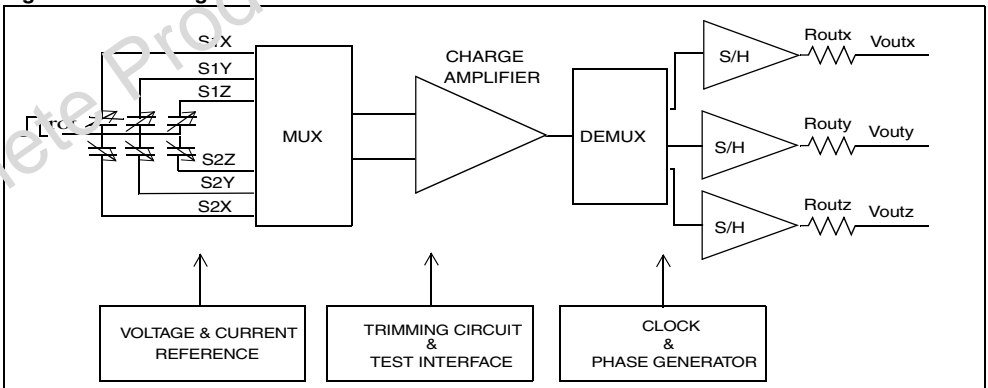 S1X
S1Y
S1Z
rot
S2Z
S2Y
S2X
MUX
CHARGE
AMPLIFIER
DEMUX
S/H
Routx
Voutx
S/H
Routy
Vouty
S/H
Routz
Voutz
VOLTAGE & CURRENT
REFERENCE
TRIMMING CIRCUIT
&
TEST INTERFACE
CLOCK
&
PHASE GENERATOR